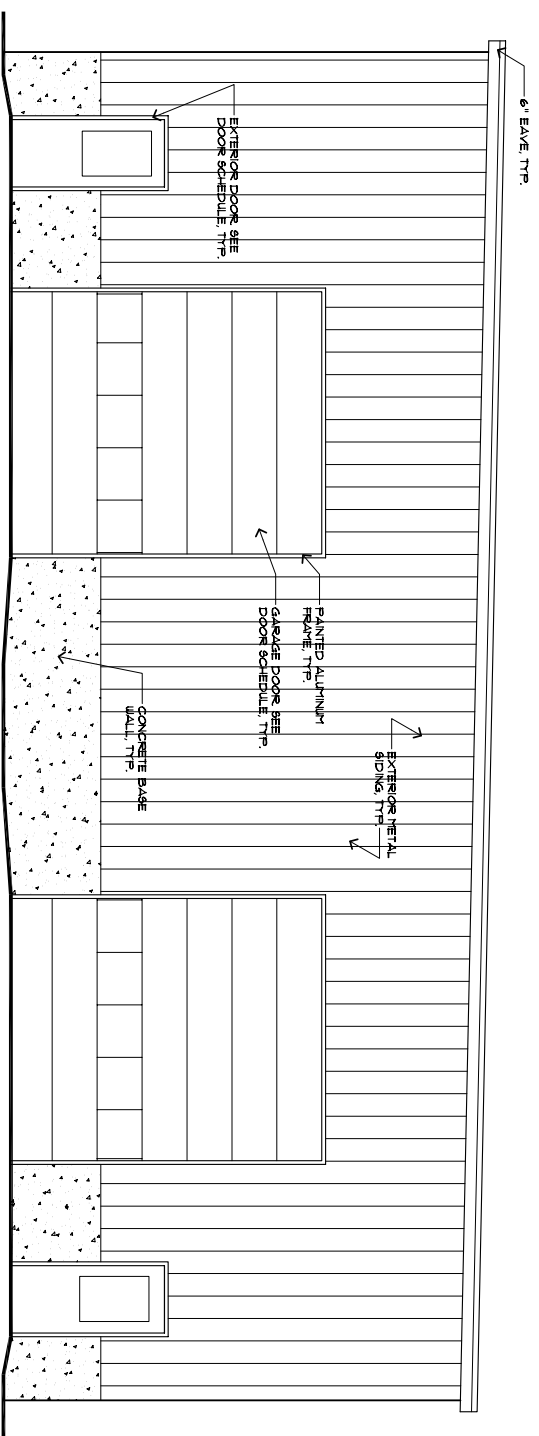 6" EAVE, TYP.
EXTERIOR DOOR, SEE
DOOR SCHEDULE, TYP.
PAINTED ALUMINUM
FRAME, TYP.
GARAGE DOOR, SEE
DOOR SCHEDULE, TYP.
EXTERIOR METAL
SIDING, TYP.
CONCRETE BASE
WALL, TYP.